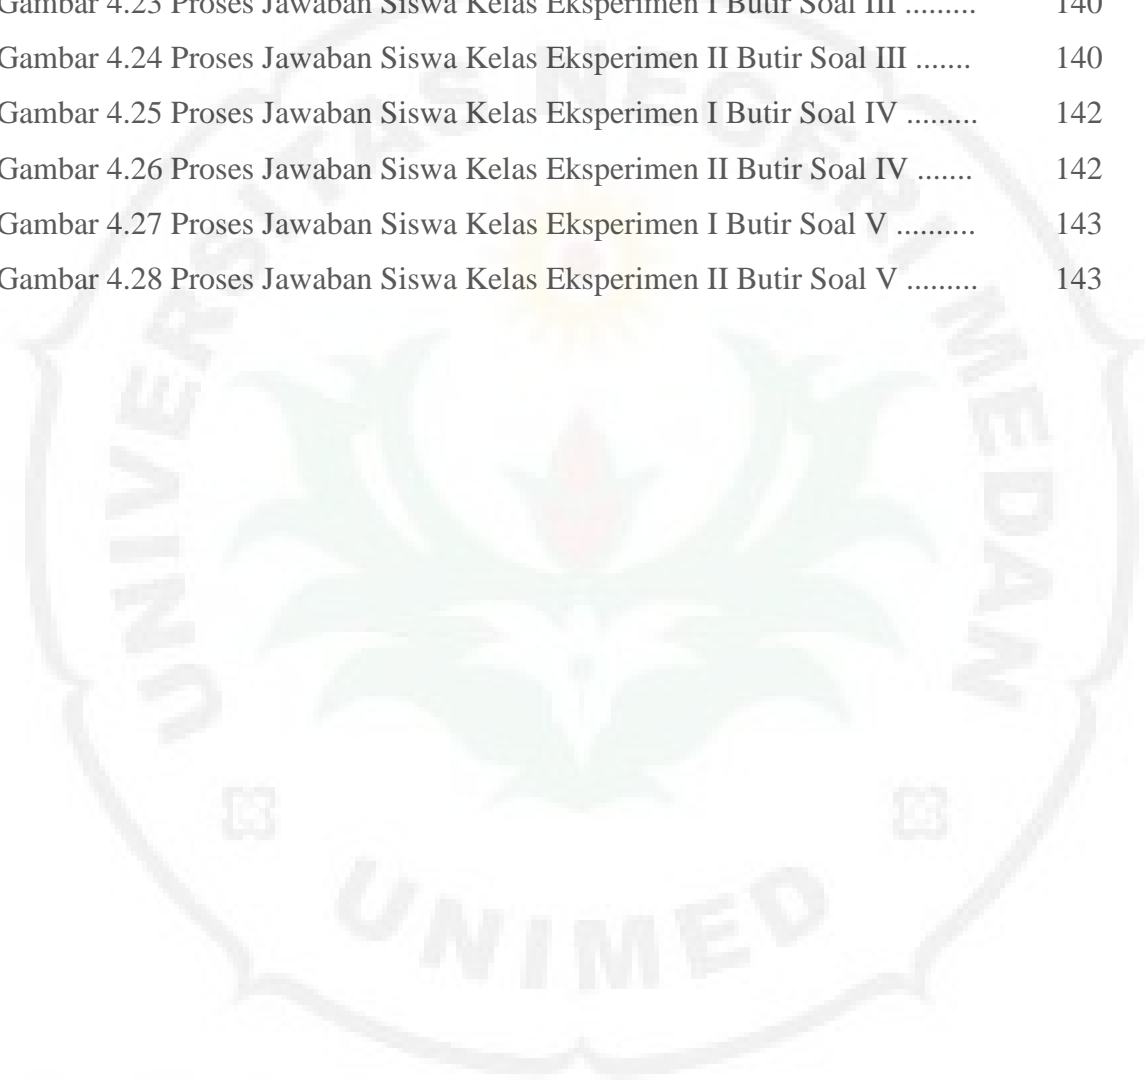 Gambar 4.23 Proses Jawaban Siswa Kelas Eksperimen I Butir Soal III ......... 140
Gambar 4.24 Proses Jawaban Siswa Kelas Eksperimen II Butir Soal III ....... 140
Gambar 4.25 Proses Jawaban Siswa Kelas Eksperimen I Butir Soal IV ......... 142
Gambar 4.26 Proses Jawaban Siswa Kelas Eksperimen II Butir Soal IV ....... 142
Gambar 4.27 Proses Jawaban Siswa Kelas Eksperimen I Butir Soal V .......... 143
Gambar 4.28 Proses Jawaban Siswa Kelas Eksperimen II Butir Soal V ......... 143
UNIVERSITAS NEGERI MEDAN
UNIMED